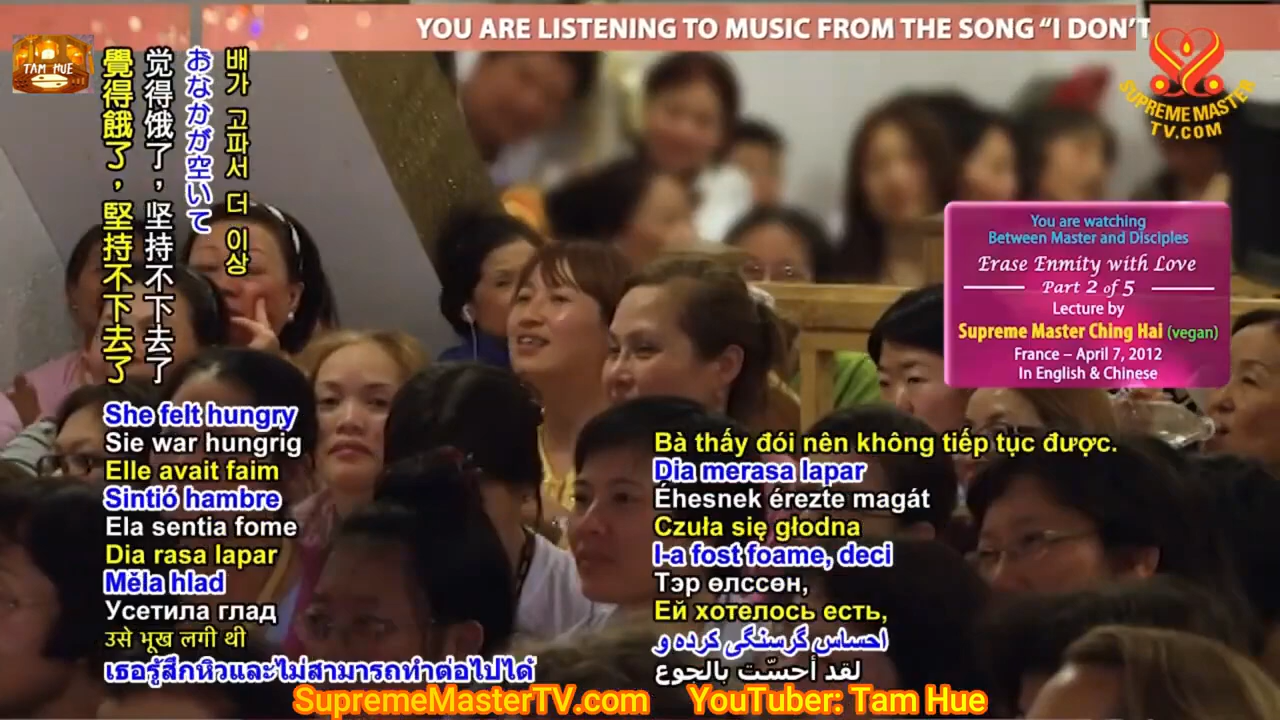 YOU ARE LISTENING TO MUSIC FROM THE SONG “I DON’T
TAM HUE
SUPREME MASTER
TV.COM
배가 고파서 더 이상
おなかが空いて
觉得饿了，坚持不下去了
覺得餓了，堅持不下去了
You are watching
Between Master and Disciples
Erase Enmity with Love
Part 2 of 5
Lecture by
Supreme Master Ching Hai (vegan)
France – April 7, 2012
In English & Chinese
She felt hungry
Sie war hungrig
Elle avait faim
Sintió hambre
Ela sentia fome
Dia rasa lapar
Měla hlad
Усетила глад
उसे भूख लगी थी
เธอรู้สึกหิวและไม่สามารถทำต่อไปได้
Bà thấy đói nên không tiếp tục được.
Dia merasa lapar
Éhesnek érezte magát
Czuła się głodna
I-a fost foame, deci
Тэр өлссөн,
Ей хотелось есть,
احساس گرسنگی کرده و
لقد أحسّت بالجوع
SupremeMasterTV.com YouTuber: Tam Hue